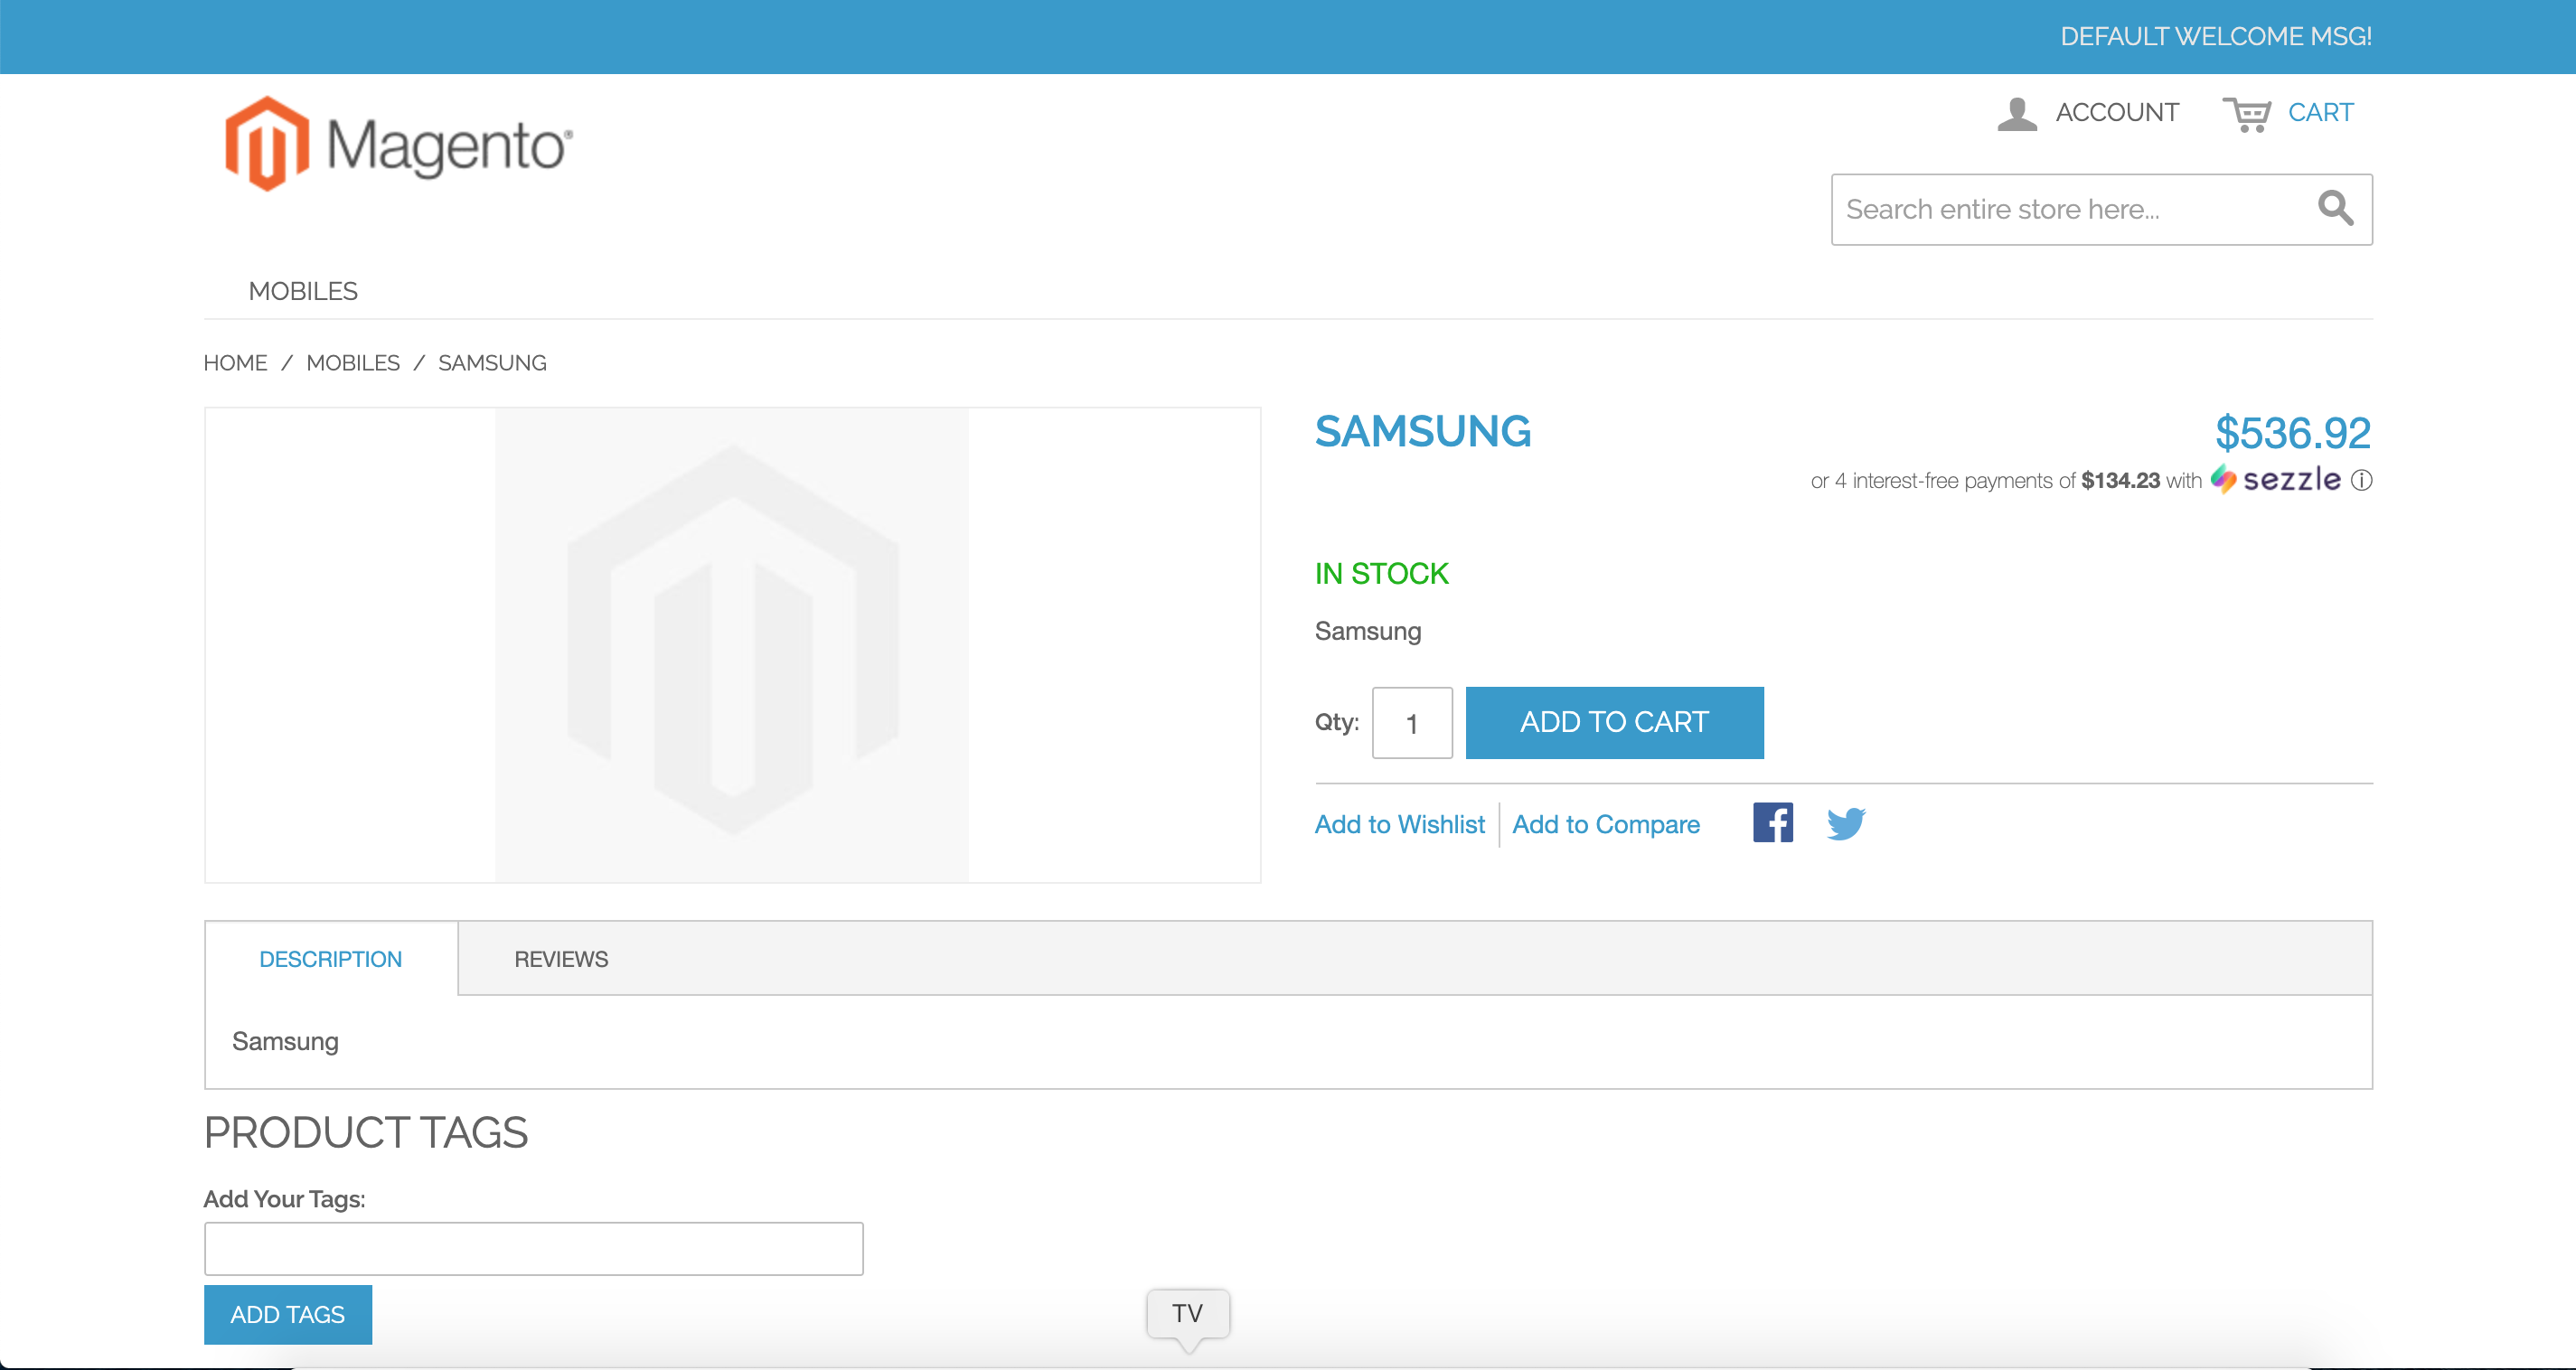 DEFAULT WELCOME MSG!
Magento®
ACCOUNT CART
Search entire store here...
MOBILES
HOME / MOBILES / SAMSUNG
SAMSUNG
$536.92
or 4 interest-free payments of $134.23 with sezzle ⓘ
IN STOCK
Samsung
Qty: 1 ADD TO CART
Add to Wishlist Add to Compare
DESCRIPTION REVIEWS
Samsung
PRODUCT TAGS
Add Your Tags:
ADD TAGS
TV